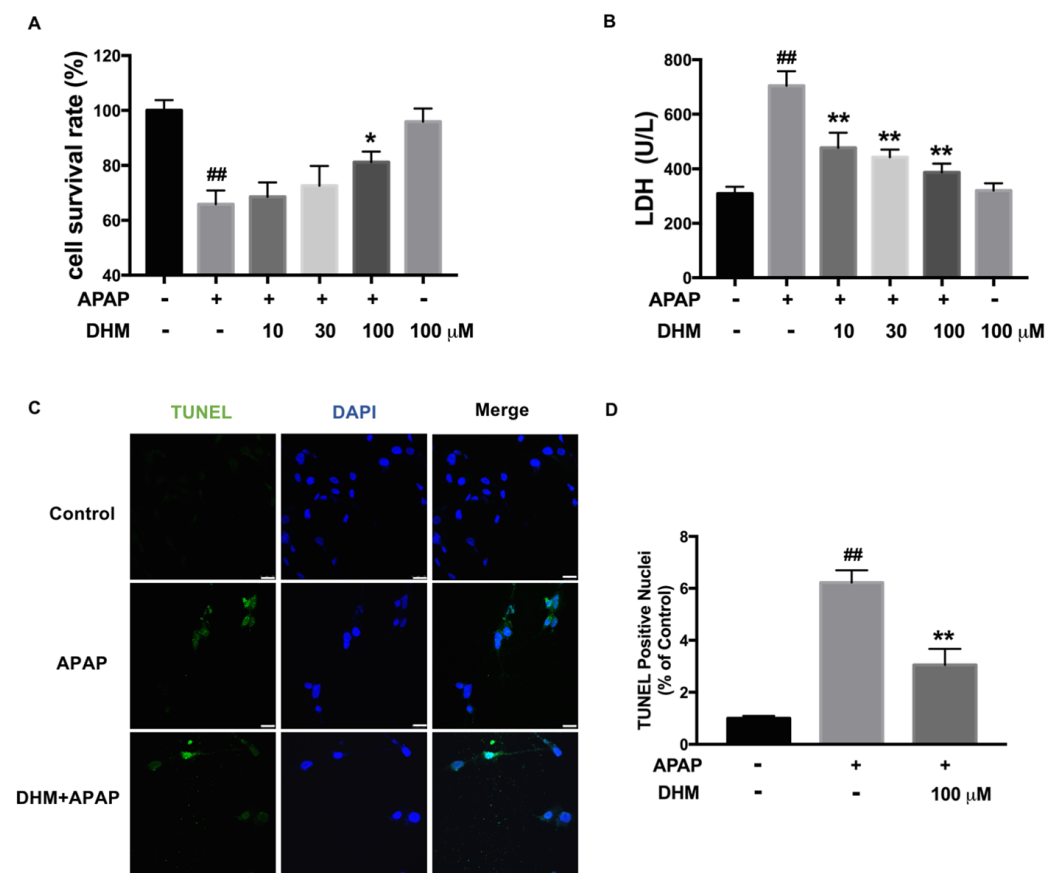 A
cell survival rate (%)
120
100
80
60
40
##
*
APAP - + + + + -
DHM - - 10 30 100 100 μM
B
LDH (U/L)
800
600
400
200
0
##
** ** **
APAP - + + + + -
DHM - - 10 30 100 100 μM
C
TUNEL DAPI Merge
Control
APAP
DHM+APAP
D
TUNEL Positive Nuclei
(% of Control)
8
6
4
2
0
##
**
APAP - + +
DHM - - 100 μM